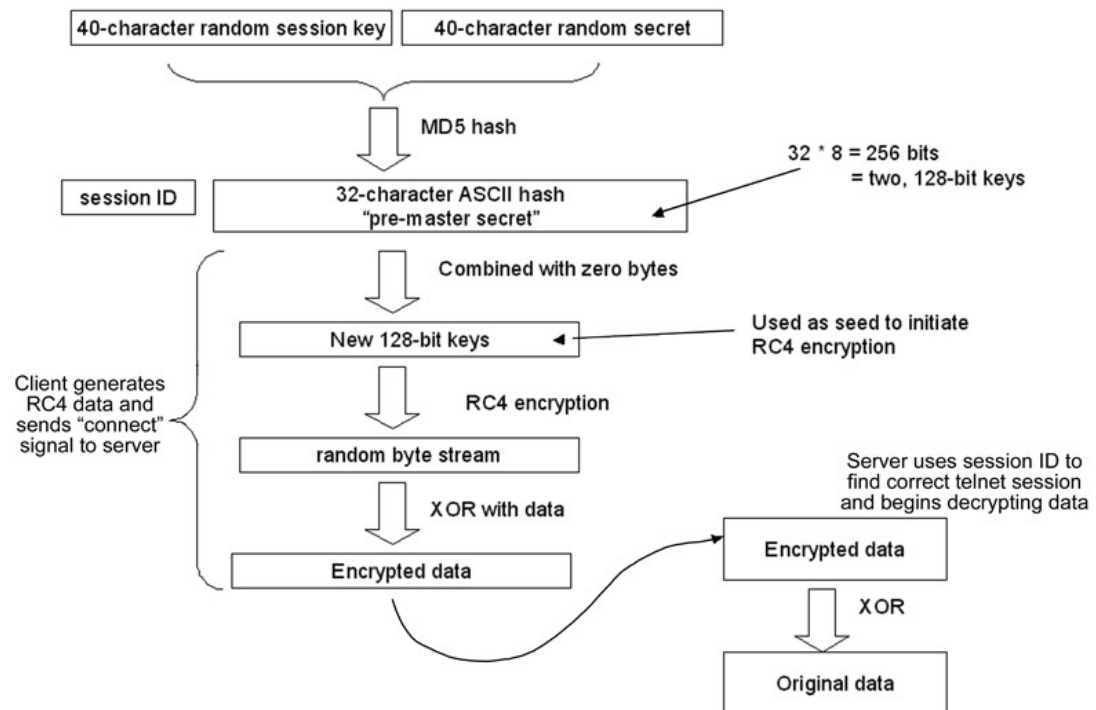 40-character random session key
40-character random secret
MD5 hash
32 * 8 = 256 bits
= two, 128-bit keys
session ID
32-character ASCII hash
“pre-master secret”
Combined with zero bytes
New 128-bit keys
Used as seed to initiate
RC4 encryption
Client generates
RC4 data and
sends “connect”
signal to server
RC4 encryption
random byte stream
Server uses session ID to
find correct telnet session
and begins decrypting data
XOR with data
Encrypted data
Encrypted data
XOR
Original data